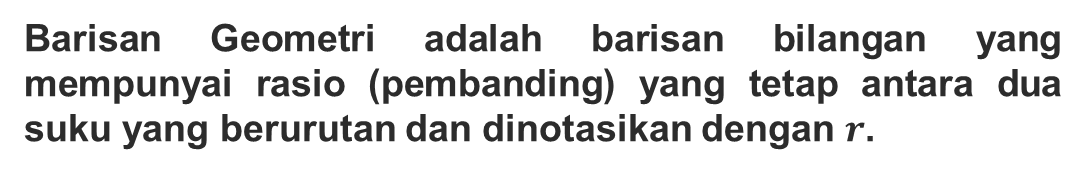 Barisan Geometri adalah barisan bilangan yang
mempunyai rasio (pembanding) yang tetap antara dua
suku yang berurutan dan dinotasikan dengan r.